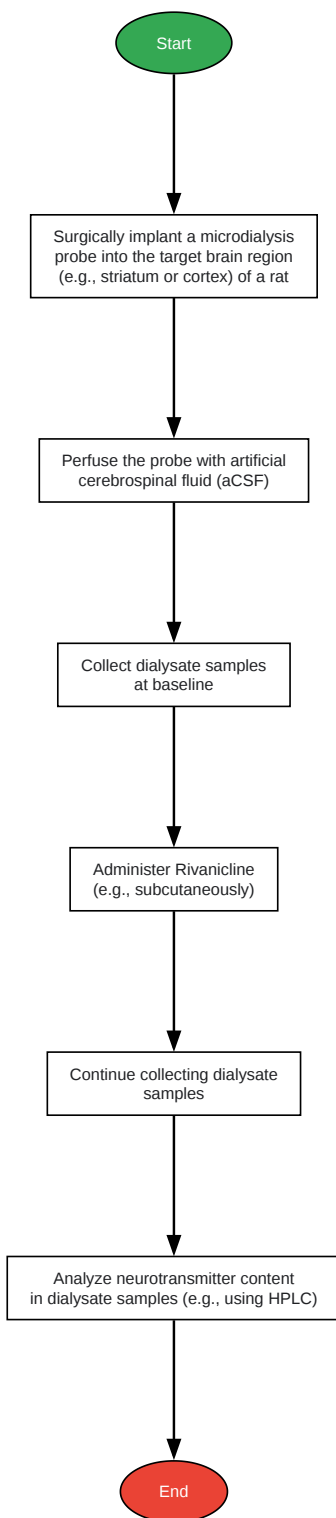 Start
Surgically implant a microdialysis
probe into the target brain region
(e.g., striatum or cortex) of a rat
Perfuse the probe with artificial
cerebrospinal fluid (aCSF)
Collect dialysate samples
at baseline
Administer Rivanicline
(e.g., subcutaneously)
Continue collecting dialysate
samples
Analyze neurotransmitter content
in dialysate samples (e.g., using HPLC)
End